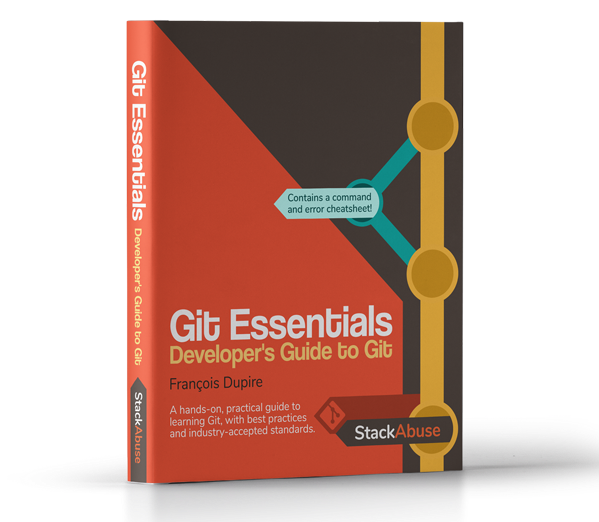 Git Essentials
Developer's Guide to Git
StackAbuse
Contains a command
and error cheatsheet!
Git Essentials
Developer's Guide to Git
François Dupire
A hands-on, practical guide to
learning Git, with best practices
and industry-accepted standards.
StackAbuse